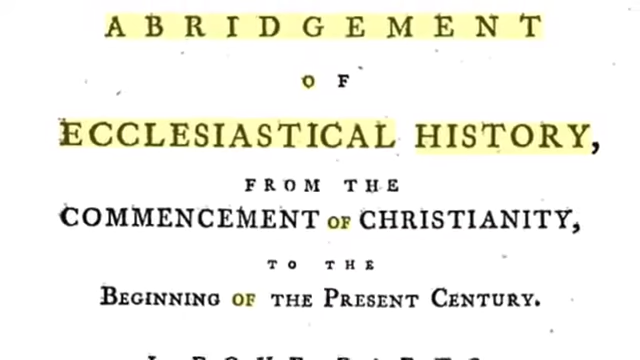 ABRIDGEMENT
OF
ECCLESIASTICAL HISTORY,
FROM THE
COMMENCEMENT OF CHRISTIANITY,
TO THE
BEGINNING OF THE PRESENT CENTURY.